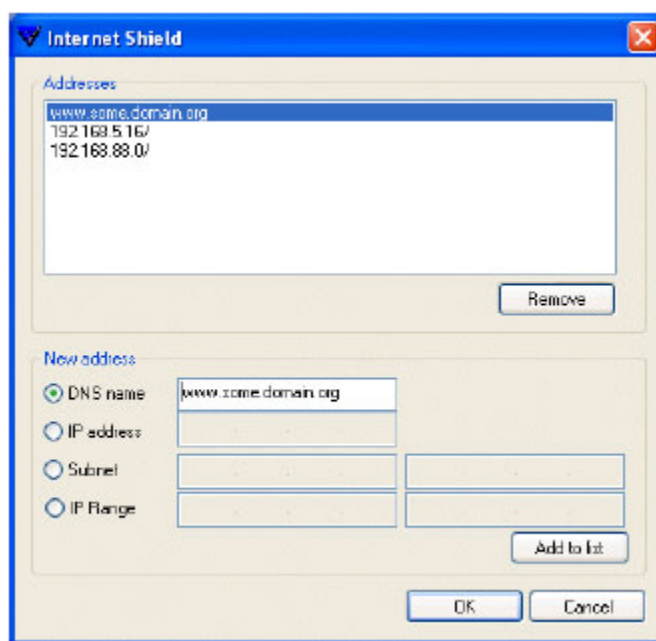 Internet Shield
Addresses
www.some.domain.org
192.168.5.16/
192.168.88.0/
Remove
New address
DNS name www.some.domain.org
IP address
Subnet
IP Range
Add to list
OK Cancel